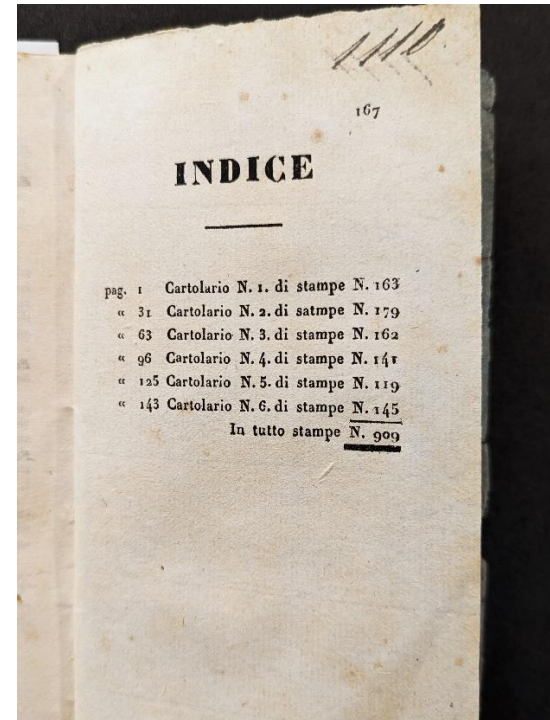 1110
167
INDICE
pag. 1 Cartolario N. 1. di stampe N. 163
« 31 Cartolario N. 2. di satmpe N. 179
« 63 Cartolario N. 3. di stampe N. 162
« 96 Cartolario N. 4. di stampe N. 141
« 125 Cartolario N. 5. di stampe N. 119
« 143 Cartolario N. 6. di stampe N. 145
In tutto stampe N. 909